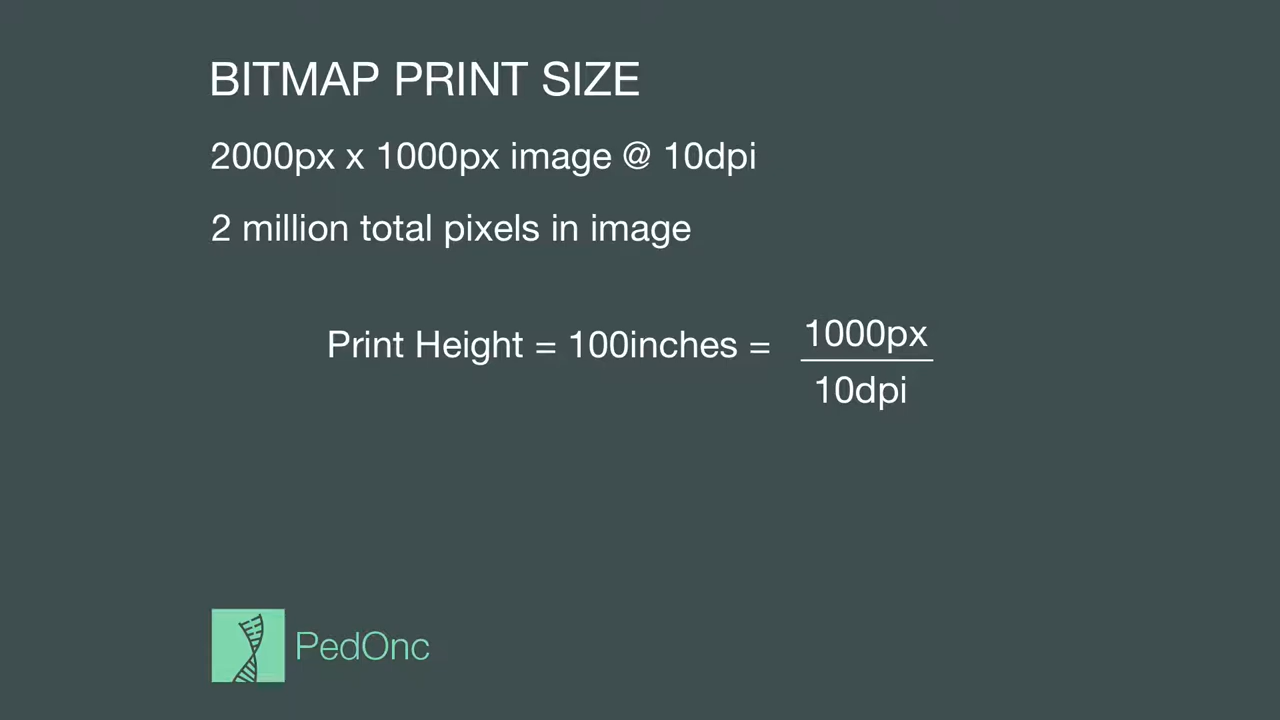 BITMAP PRINT SIZE
2000px x 1000px image @ 10dpi
2 million total pixels in image
Print Height = 100inches =
1000px
10dpi
PedOnc